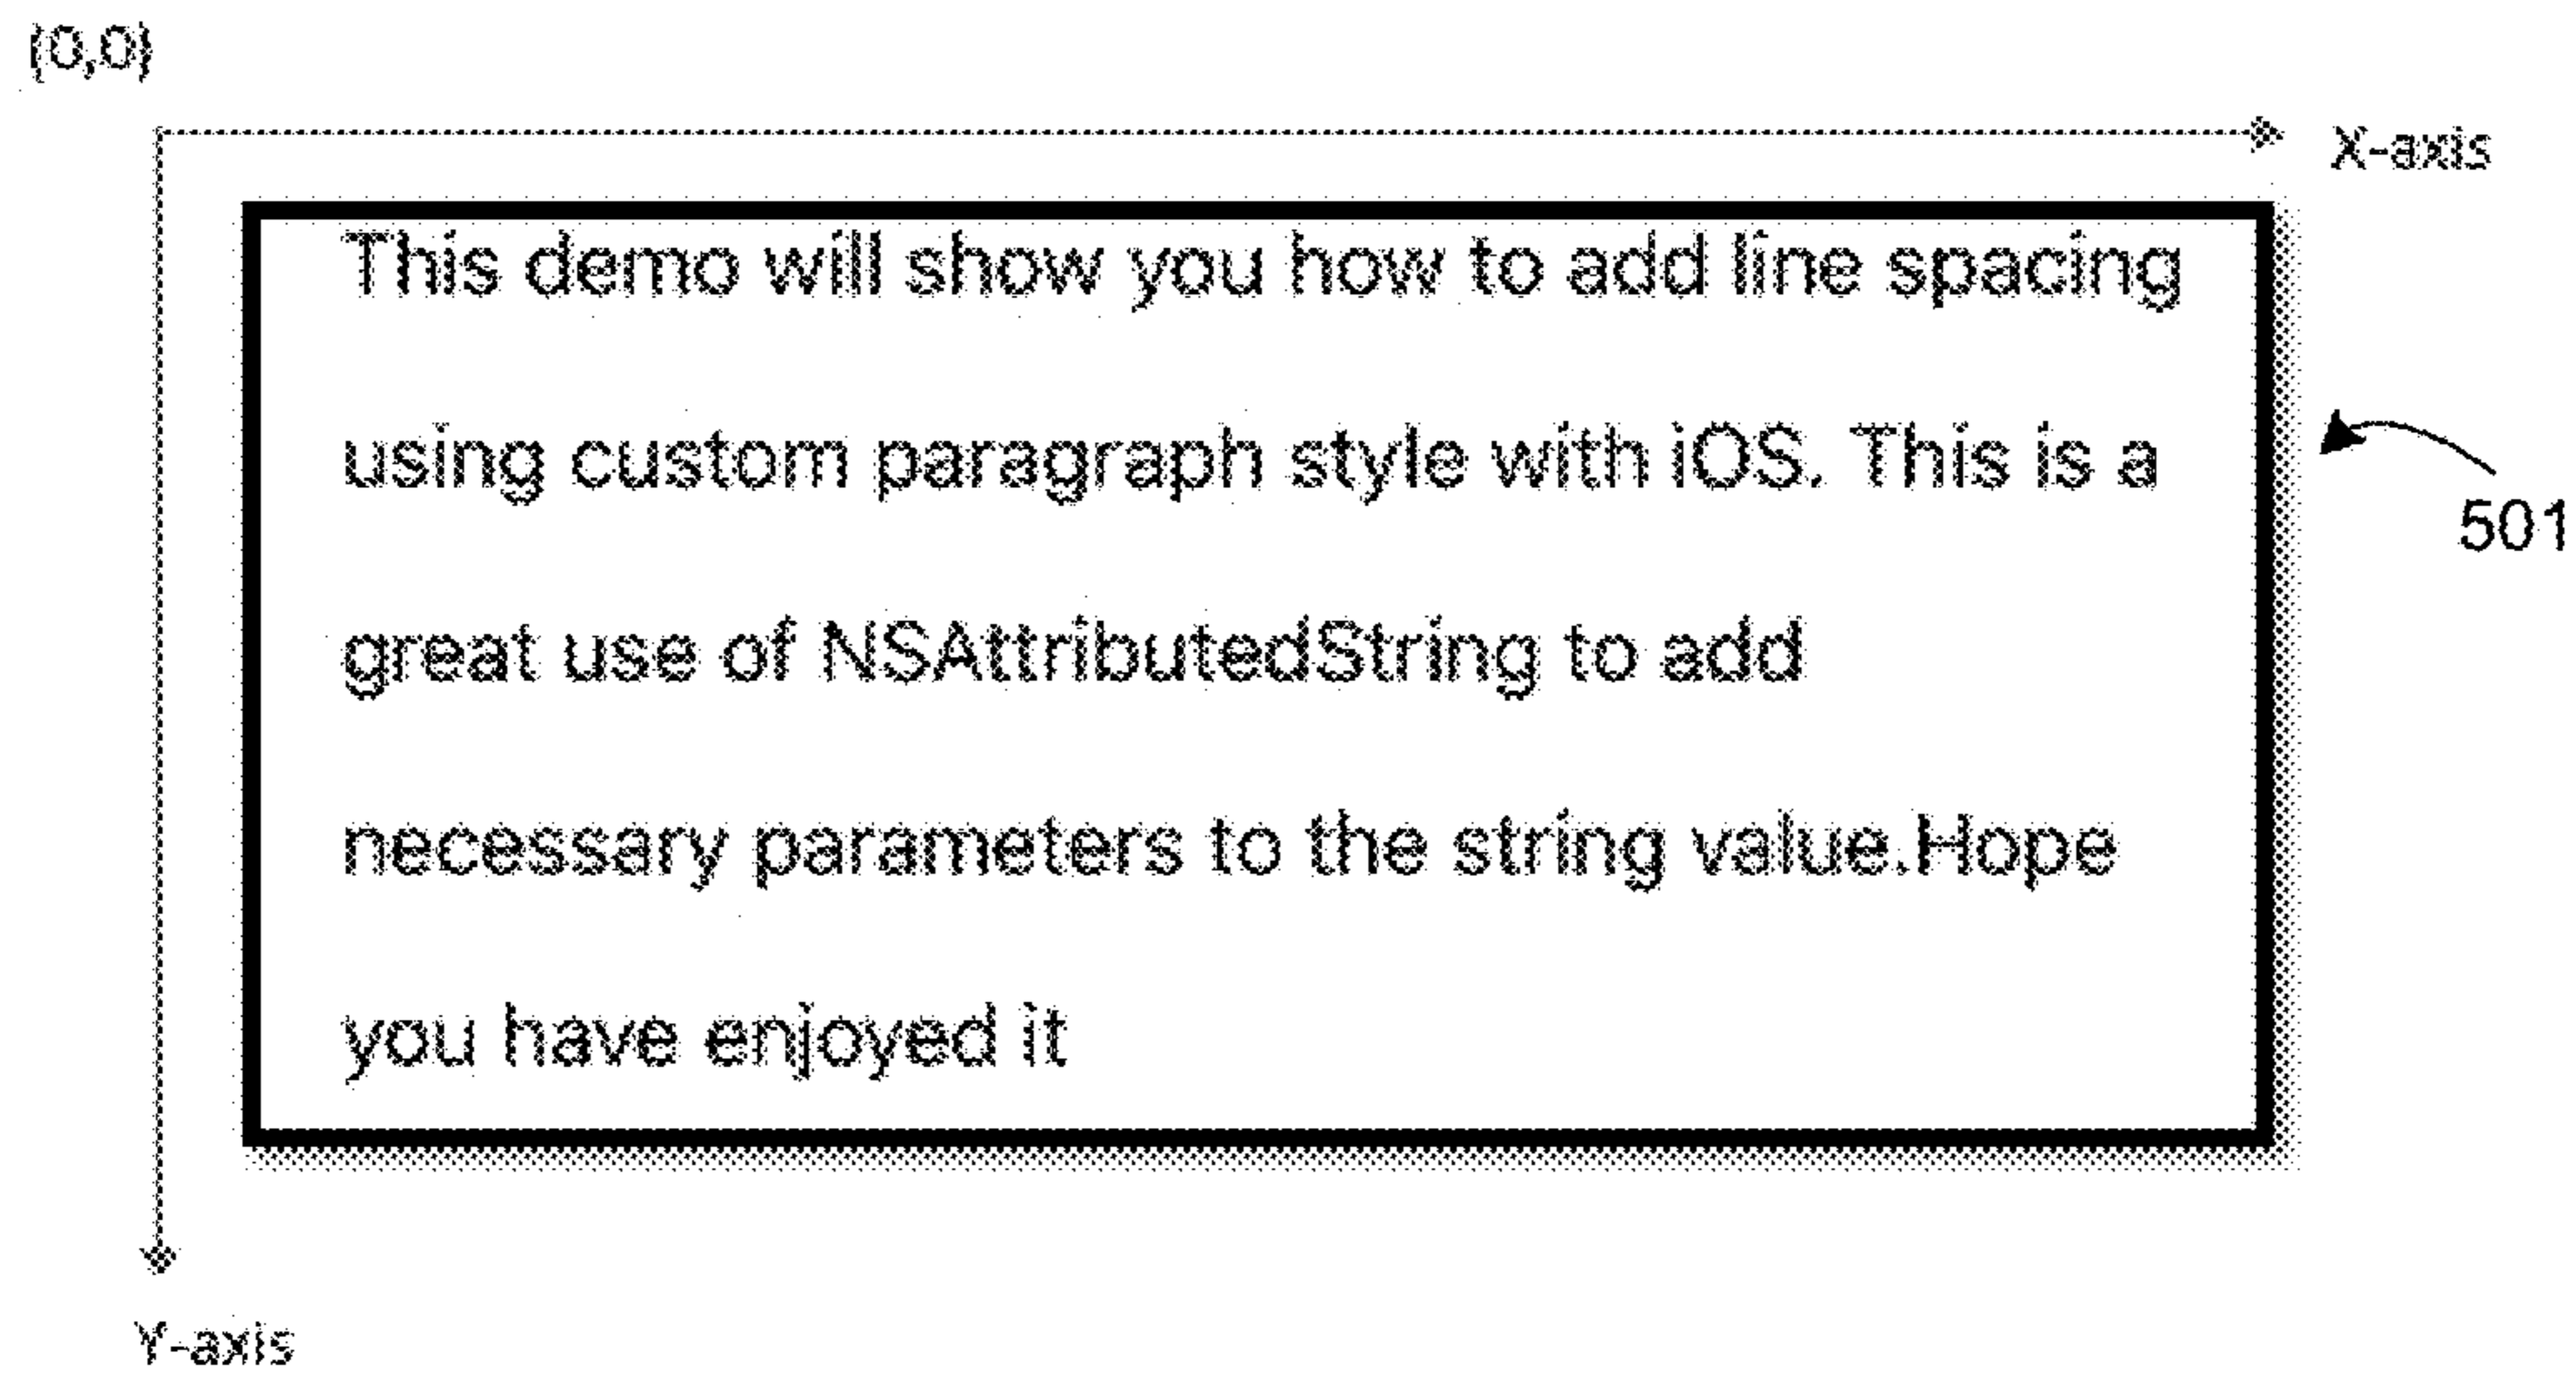 (0,0)
X-axis
This demo will show you how to add line spacing
using custom paragraph style with iOS. This is a
501
great use of NSAttributedString to add
necessary parameters to the string value.Hope
you have enjoyed it
Y-axis